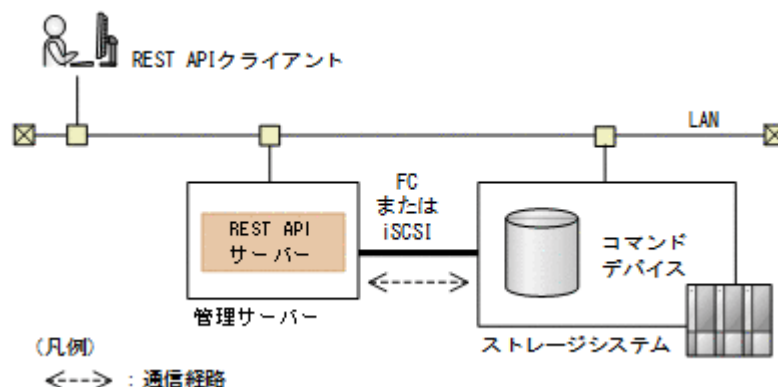 REST APIクライアント
LAN
FC
または
iSCSI
REST API
サーバー
コマンド
デバイス
管理サーバー
ストレージシステム
(凡例)
：通信経路